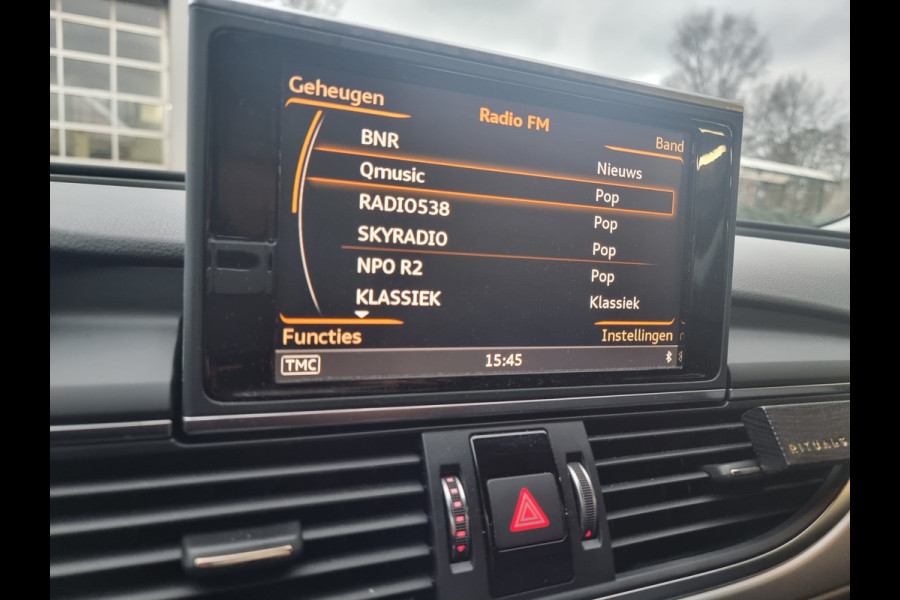 Geheugen
Radio FM
Band
BNR Nieuws
Qmusic Pop
RADIO538 Pop
SKYRADIO Pop
NPO R2 Pop
KLASSIEK Klassiek
Functies
Instellingen
TMC 15:45
RITUALS